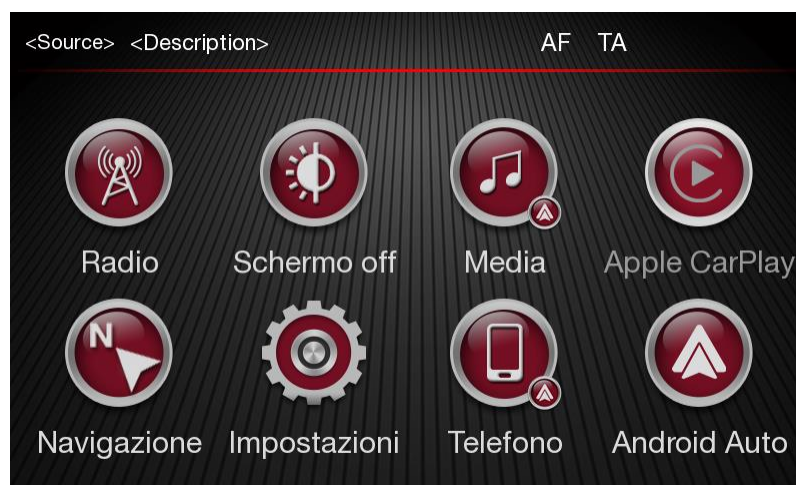 <Source> <Description> AF TA
Radio Schermo off Media Apple CarPlay
N
Navigazione Impostazioni Telefono Android Auto